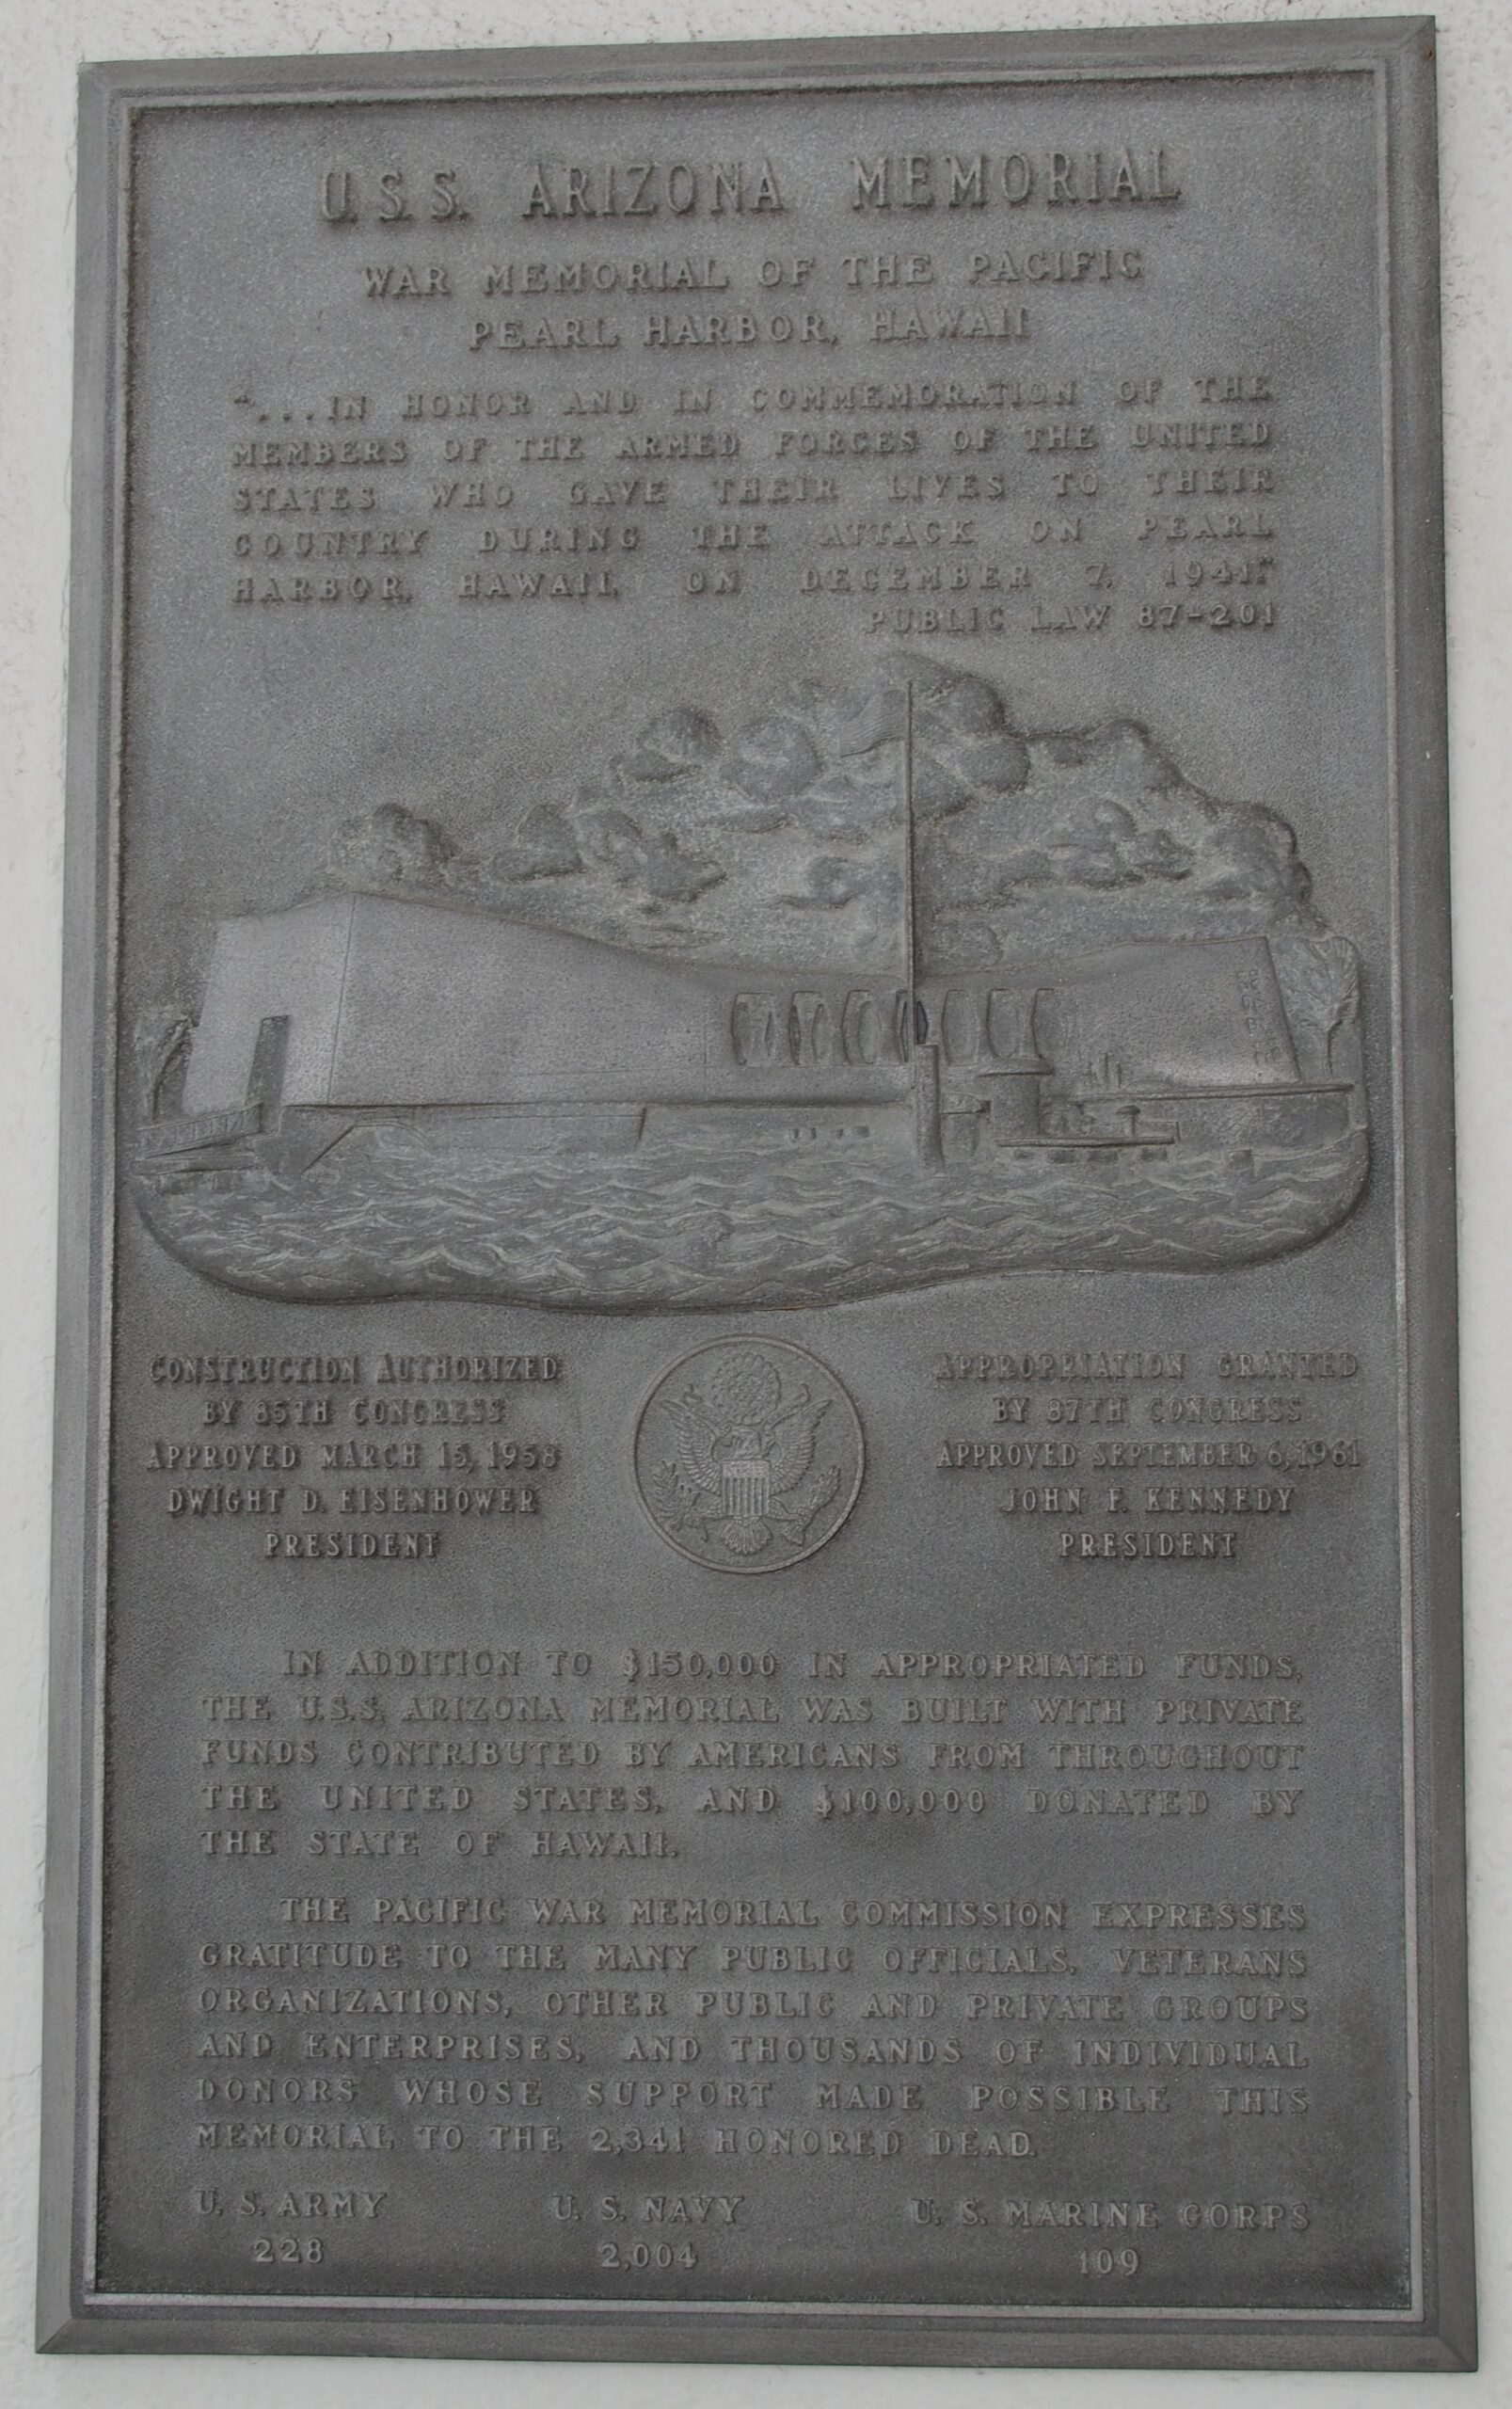 U.S.S. ARIZONA MEMORIAL
WAR MEMORIAL OF THE PACIFIC
PEARL HARBOR, HAWAII
"...IN HONOR AND IN COMMEMORATION OF THE
MEMBERS OF THE ARMED FORCES OF THE UNITED
STATES WHO GAVE THEIR LIVES TO THEIR
COUNTRY DURING THE ATTACK ON PEARL
HARBOR, HAWAII, ON DECEMBER 7, 1941."
PUBLIC LAW 87-201
CONSTRUCTION AUTHORIZED
BY 85TH CONGRESS
APPROVED MARCH 15, 1958
DWIGHT D. EISENHOWER
PRESIDENT
APPROPRIATION GRANTED
BY 87TH CONGRESS
APPROVED SEPTEMBER 6, 1961
JOHN F. KENNEDY
PRESIDENT
IN ADDITION TO $150,000 IN APPROPRIATED FUNDS,
THE U.S.S. ARIZONA MEMORIAL WAS BUILT WITH PRIVATE
FUNDS CONTRIBUTED BY AMERICANS FROM THROUGHOUT
THE UNITED STATES, AND $100,000 DONATED BY
THE STATE OF HAWAII.
THE PACIFIC WAR MEMORIAL COMMISSION EXPRESSES
GRATITUDE TO THE MANY PUBLIC OFFICIALS, VETERANS
ORGANIZATIONS, OTHER PUBLIC AND PRIVATE GROUPS
AND ENTERPRISES, AND THOUSANDS OF INDIVIDUAL
DONORS WHOSE SUPPORT MADE POSSIBLE THIS
MEMORIAL TO THE 2,341 HONORED DEAD.
U. S. ARMY U. S. NAVY U. S. MARINE CORPS
228 2,004 109